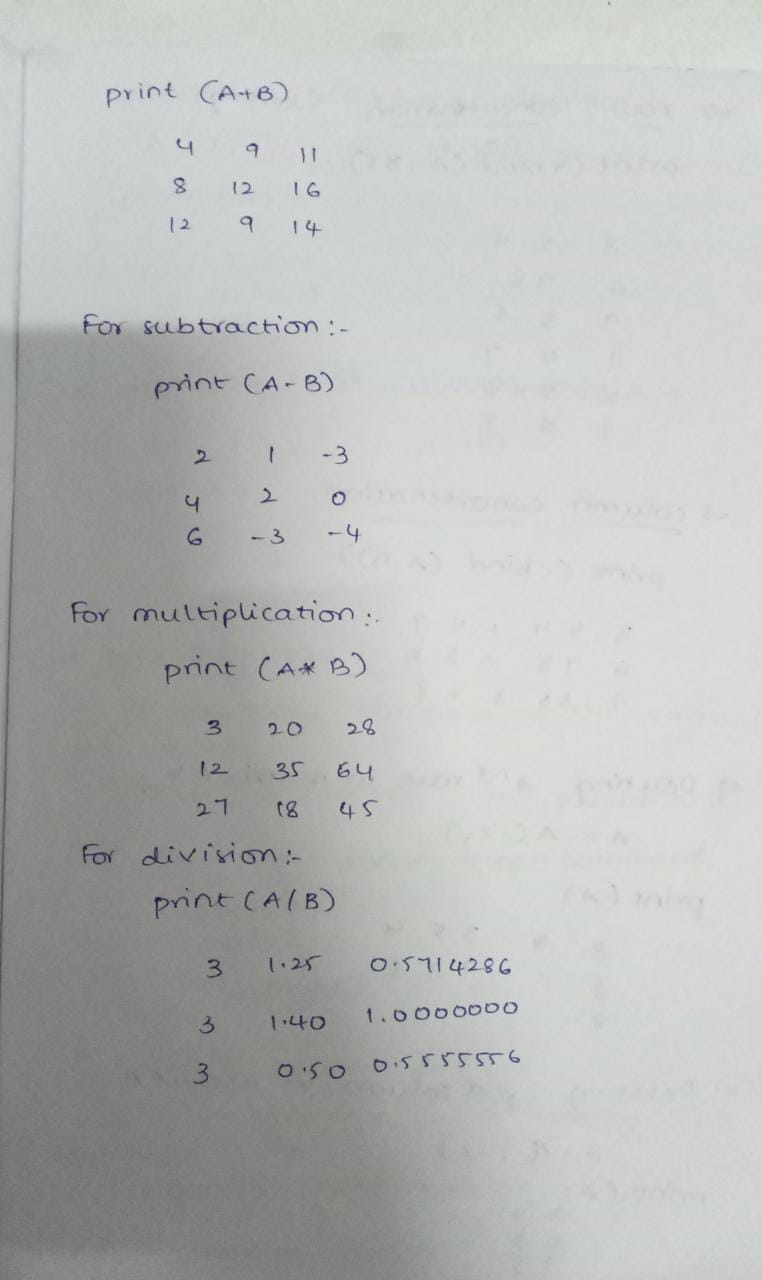 print (A+B)
4 9 11
8 12 16
12 9 14
For subtraction :-
print (A-B)
2 1 -3
4 2 0
6 -3 -4
For multiplication :.
print (A* B)
3 20 28
12 35 64
27 18 45
For division :-
print (A/B)
3 1.25 0.5714286
3 1.40 1.0000000
3 0.50 0.5555556